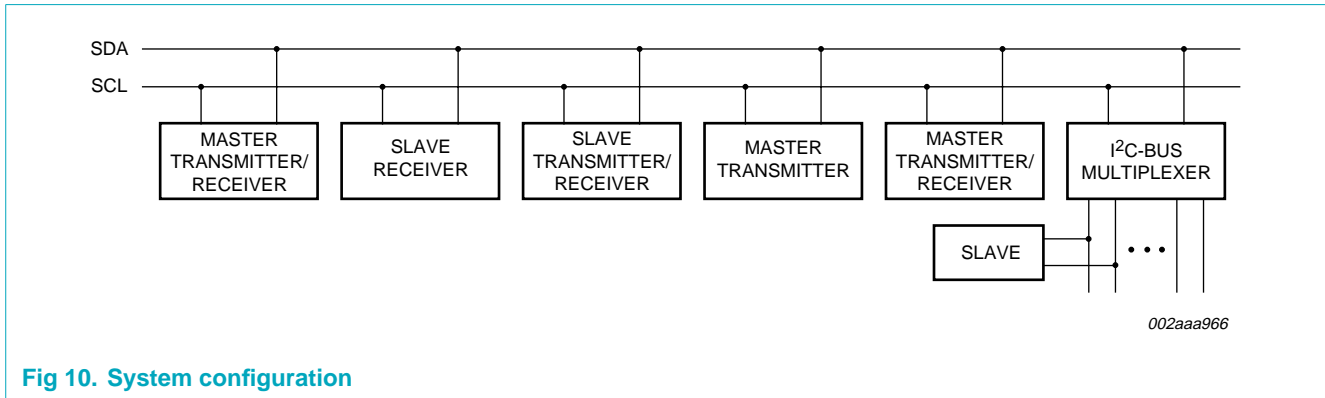 SDA
SCL
MASTER
TRANSMITTER/
RECEIVER
SLAVE
RECEIVER
SLAVE
TRANSMITTER/
RECEIVER
MASTER
TRANSMITTER
MASTER
TRANSMITTER/
RECEIVER
I²C-BUS
MULTIPLEXER
SLAVE
002aaa966
Fig 10. System configuration